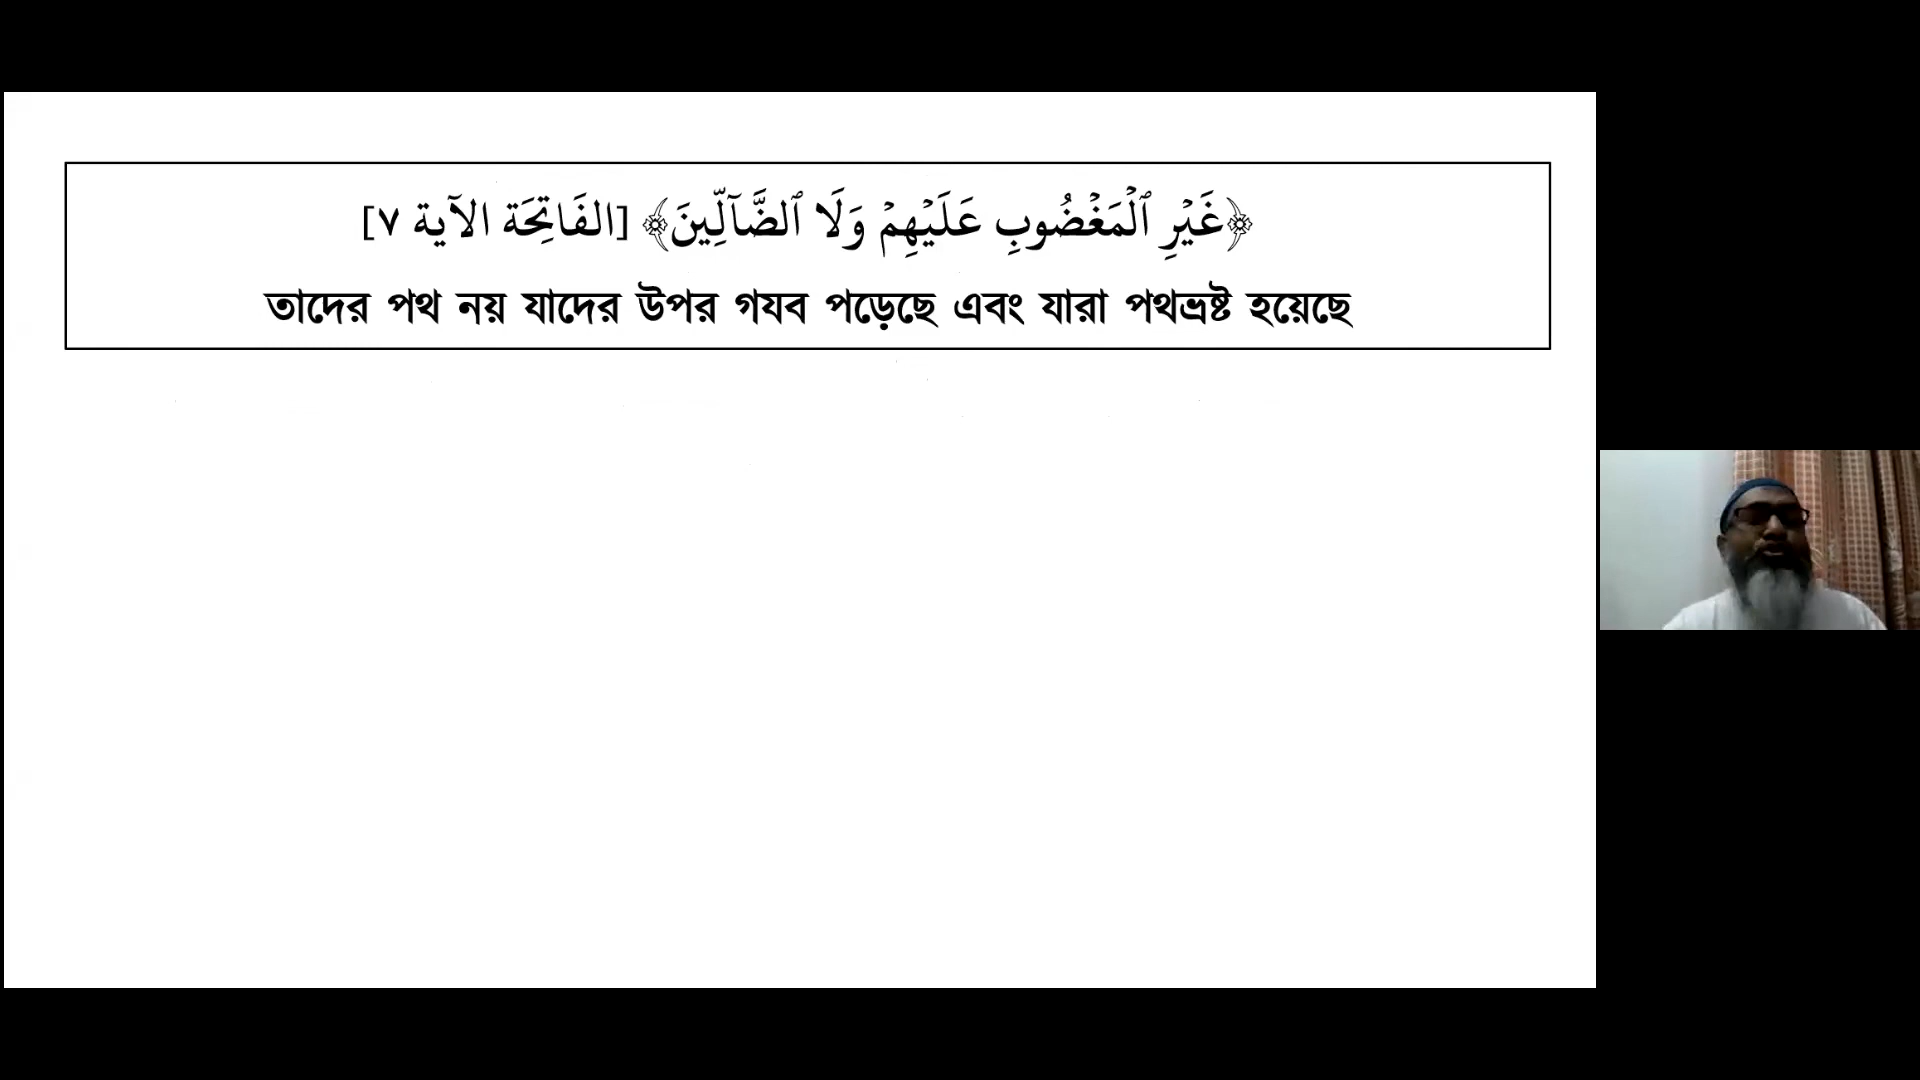 ﴿غَيۡرِ ٱلۡمَغۡضُوبِ عَلَيۡهِمۡ وَلَا ٱلضَّآلِّينَ﴾ [الفَاتِحَة الآية ٧]
তাদের পথ নয় যাদের উপর গযব পড়েছে এবং যারা পথভ্রষ্ট হয়েছে